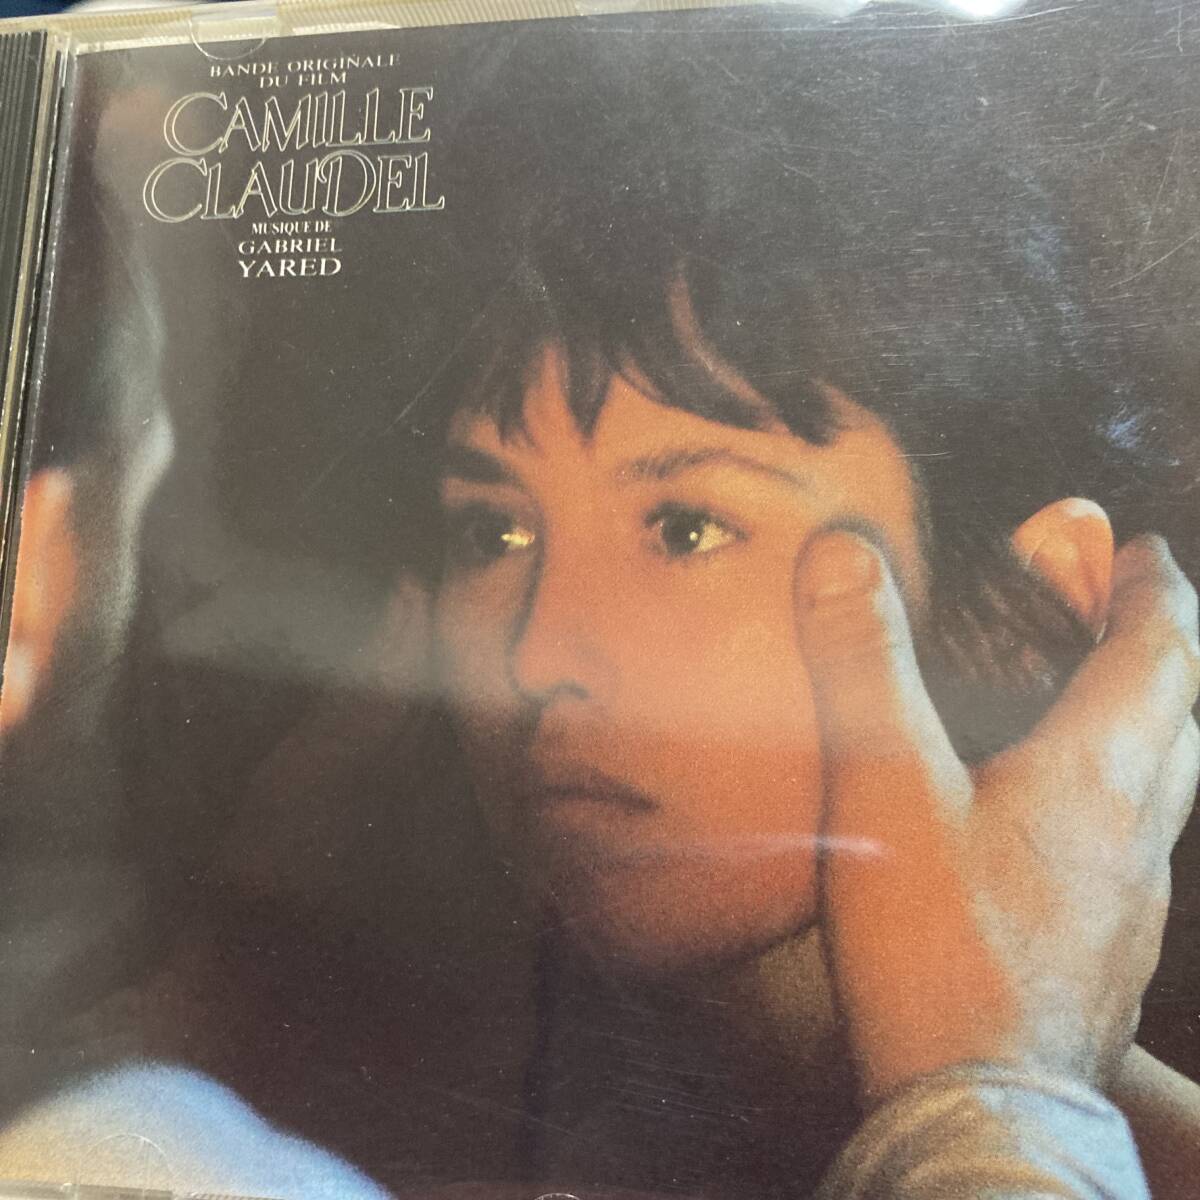 BANDE ORIGINALE
DU FILM
CAMILLE
CLAUDEL
MUSIQUE DE
GABRIEL
YARED